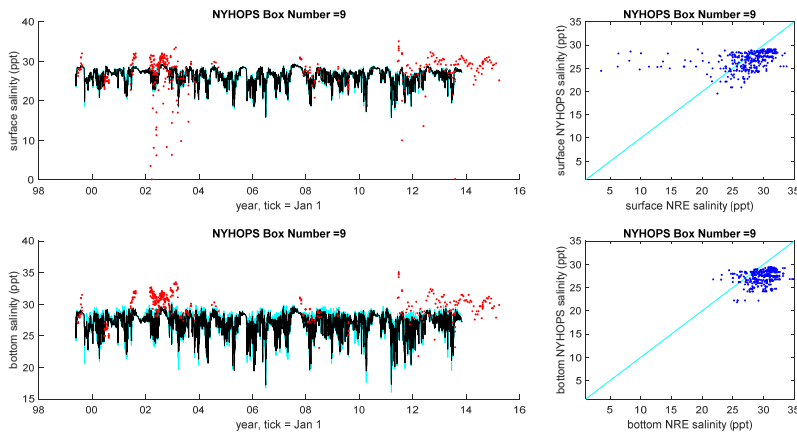 NYHOPS Box Number =9
surface salinity (ppt)
40
30
20
10
0
98 00 02 04 06 08 10 12 14 16
year, tick = Jan 1
NYHOPS Box Number =9
surface NYHOPS salinity (ppt)
35
30
25
20
15
10
5
5 10 15 20 25 30 35
surface NRE salinity (ppt)
NYHOPS Box Number =9
bottom salinity (ppt)
40
35
30
25
20
15
98 00 02 04 06 08 10 12 14 16
year, tick = Jan 1
NYHOPS Box Number =9
bottom NYHOPS salinity (ppt)
35
30
25
20
15
10
5
5 10 15 20 25 30 35
bottom NRE salinity (ppt)